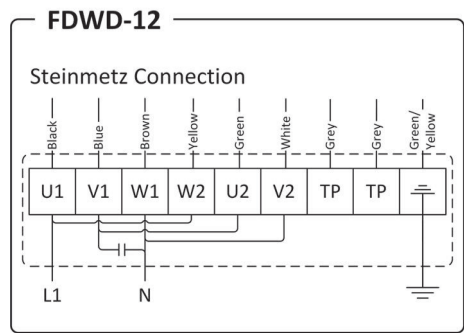 FDWD-12
Steinmetz Connection
Black Blue Brown Yellow Green White Grey Grey Green/ Yellow
U1 V1 W1 W2 U2 V2 TP TP
L1 N